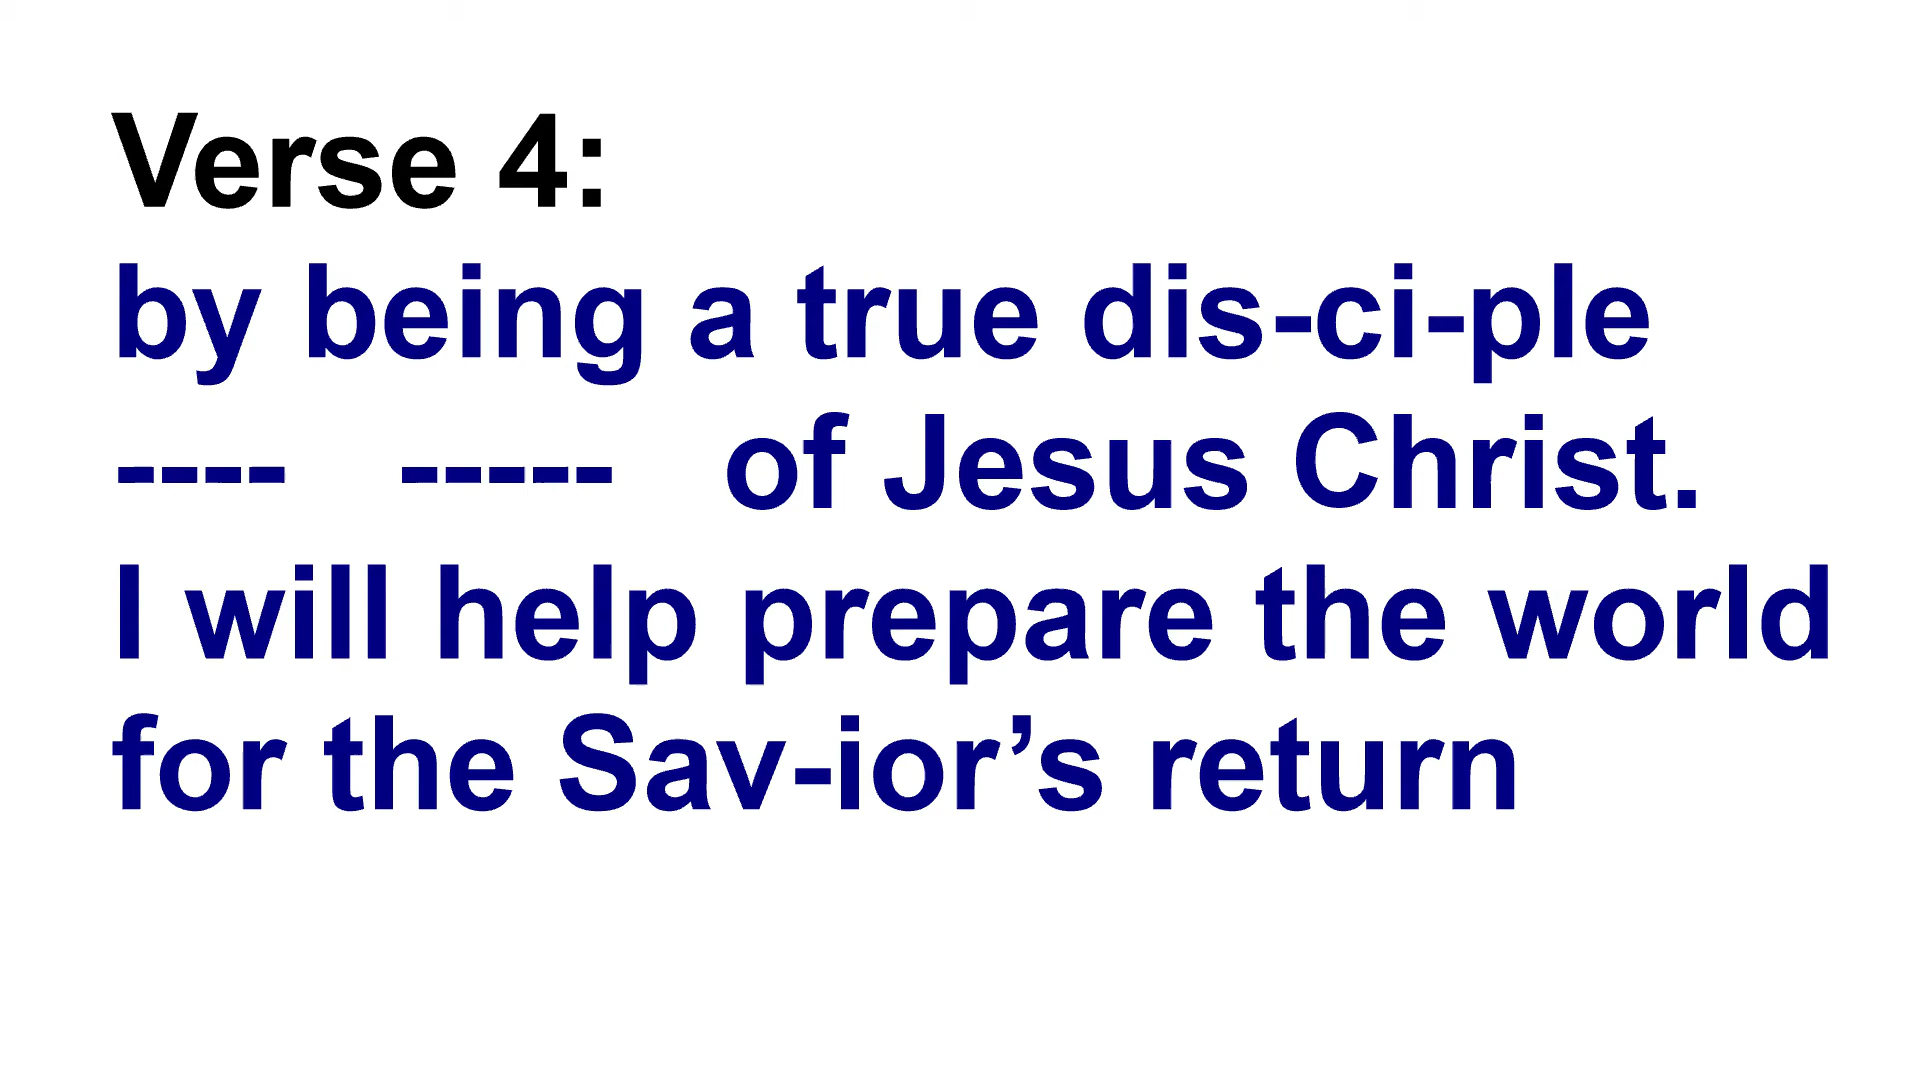 Verse 4:
by being a true dis-ci-ple
---- ----- of Jesus Christ.
I will help prepare the world
for the Sav-ior’s return